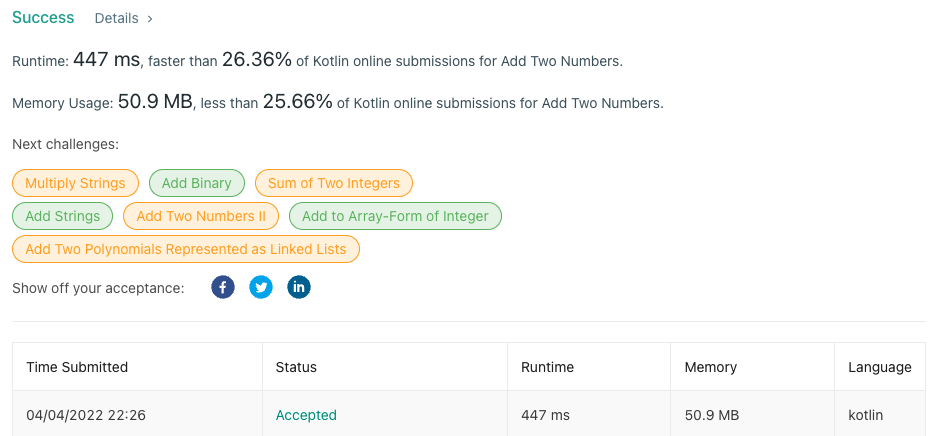 Success Details ›
Runtime: 447 ms, faster than 26.36% of Kotlin online submissions for Add Two Numbers.
Memory Usage: 50.9 MB, less than 25.66% of Kotlin online submissions for Add Two Numbers.
Next challenges:
Multiply Strings Add Binary Sum of Two Integers
Add Strings Add Two Numbers II Add to Array-Form of Integer
Add Two Polynomials Represented as Linked Lists
Show off your acceptance: f in
Time Submitted Status Runtime Memory Language
04/04/2022 22:26 Accepted 447 ms 50.9 MB kotlin